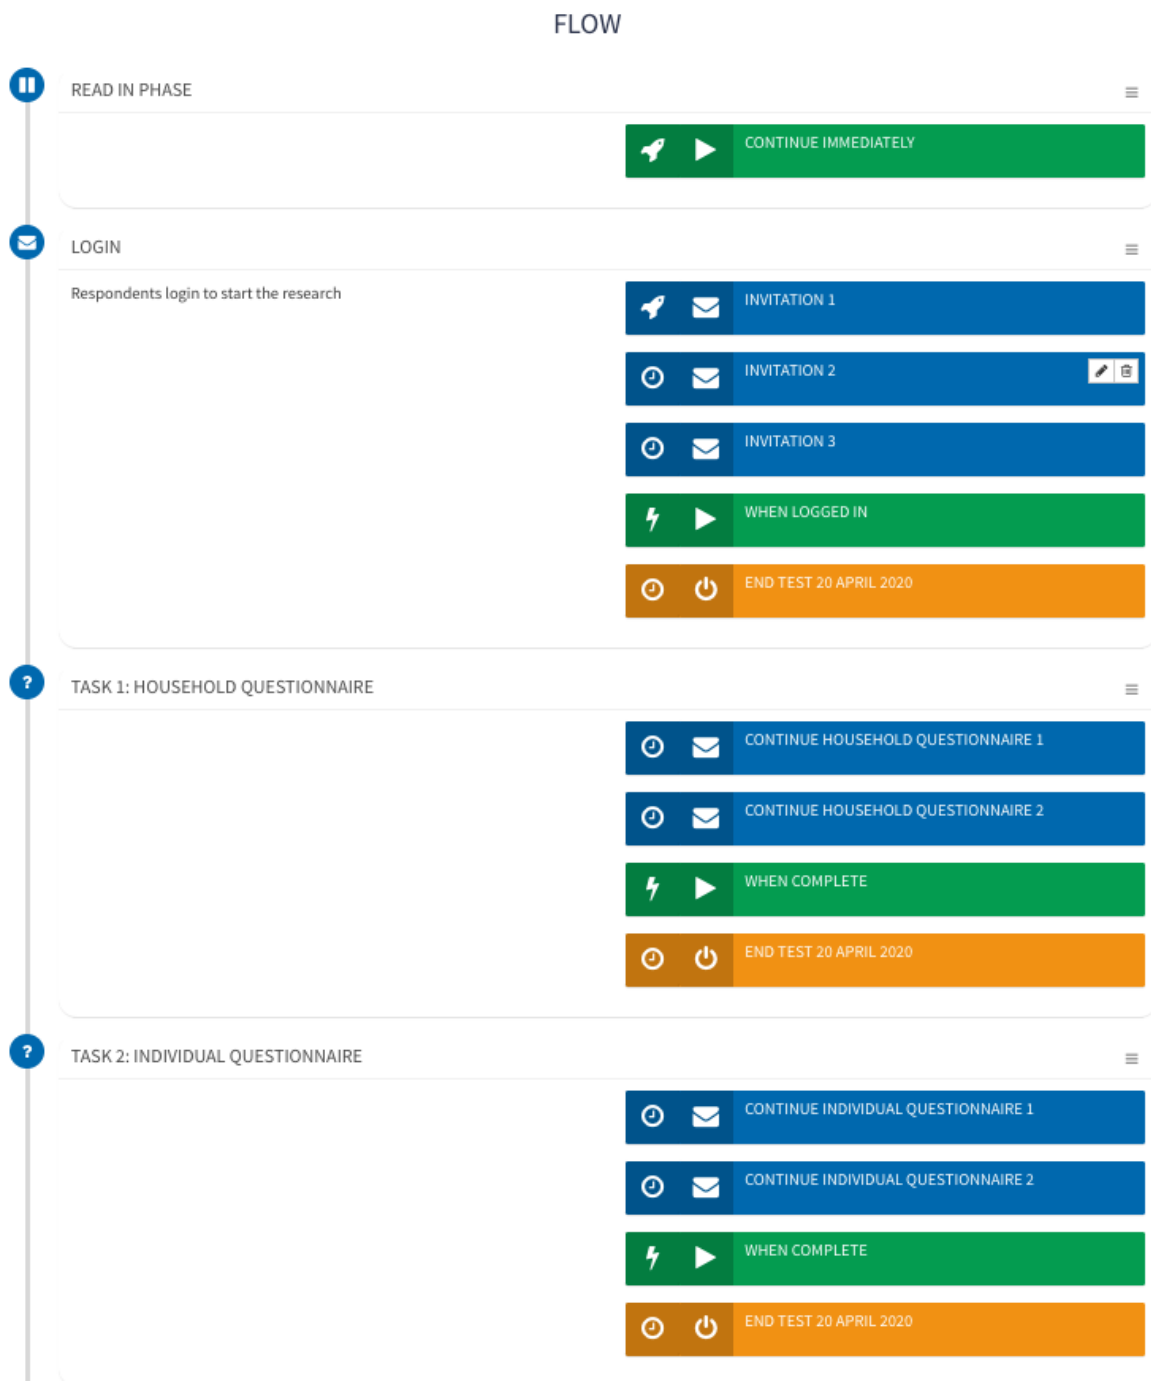 FLOW
READ IN PHASE
CONTINUE IMMEDIATELY
LOGIN
Respondents login to start the research
INVITATION 1
INVITATION 2
INVITATION 3
WHEN LOGGED IN
END TEST 20 APRIL 2020
TASK 1: HOUSEHOLD QUESTIONNAIRE
CONTINUE HOUSEHOLD QUESTIONNAIRE 1
CONTINUE HOUSEHOLD QUESTIONNAIRE 2
WHEN COMPLETE
END TEST 20 APRIL 2020
TASK 2: INDIVIDUAL QUESTIONNAIRE
CONTINUE INDIVIDUAL QUESTIONNAIRE 1
CONTINUE INDIVIDUAL QUESTIONNAIRE 2
WHEN COMPLETE
END TEST 20 APRIL 2020